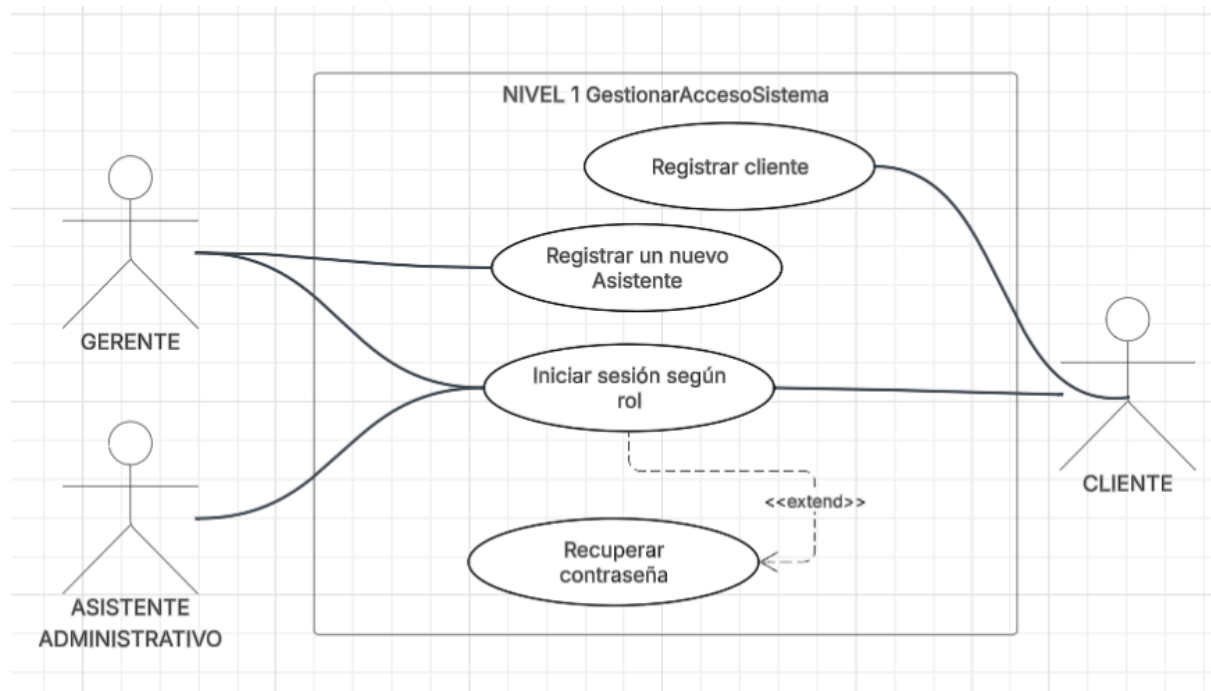 NIVEL 1 GestionarAccesoSistema
Registrar cliente
Registrar un nuevo
Asistente
GERENTE
Iniciar sesión según
rol
CLIENTE
<<extend>>
Recuperar
contraseña
ASISTENTE
ADMINISTRATIVO